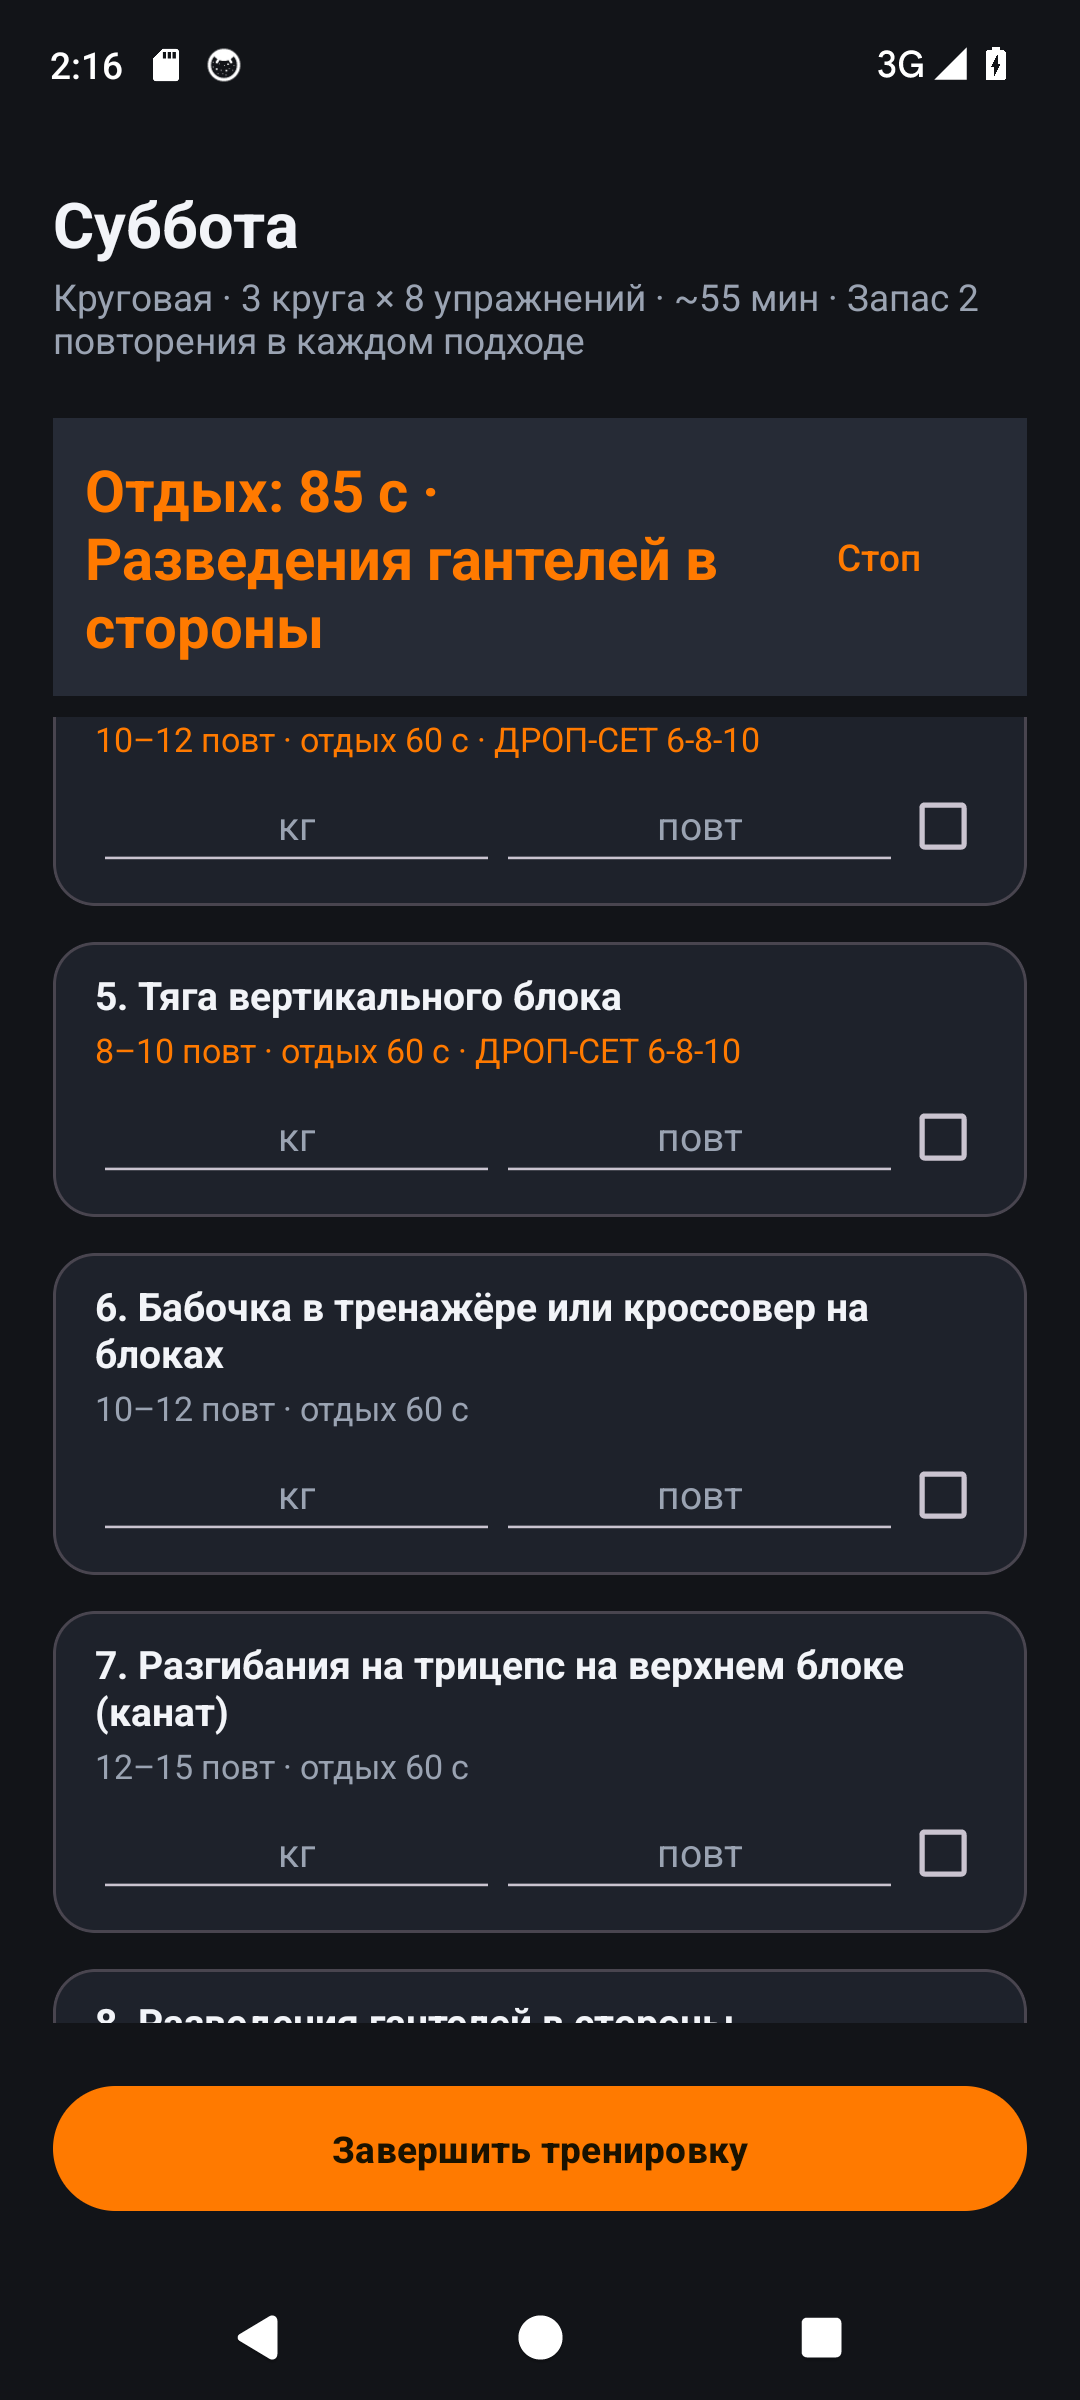 2:16
3G
Суббота
Круговая · 3 круга × 8 упражнений · ~55 мин · Запас 2
повторения в каждом подходе
Отдых: 85 с ·
Разведения гантелей в
стороны
Стоп
10–12 повт · отдых 60 с · ДРОП-СЕТ 6-8-10
кг
повт
5. Тяга вертикального блока
8–10 повт · отдых 60 с · ДРОП-СЕТ 6-8-10
кг
повт
6. Бабочка в тренажёре или кроссовер на
блоках
10–12 повт · отдых 60 с
кг
повт
7. Разгибания на трицепс на верхнем блоке
(канат)
12–15 повт · отдых 60 с
кг
повт
8. Разведения гантелей в стороны
Завершить тренировку